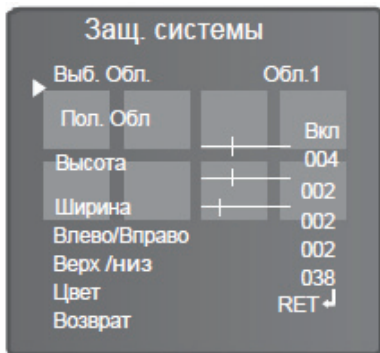 Защ. системы
Выб. Обл. Обл.1
Пол. Обл Вкл
Высота 004
Ширина 002
Влево/Вправо 002
Верх /низ 002
Цвет 038
Возврат RET